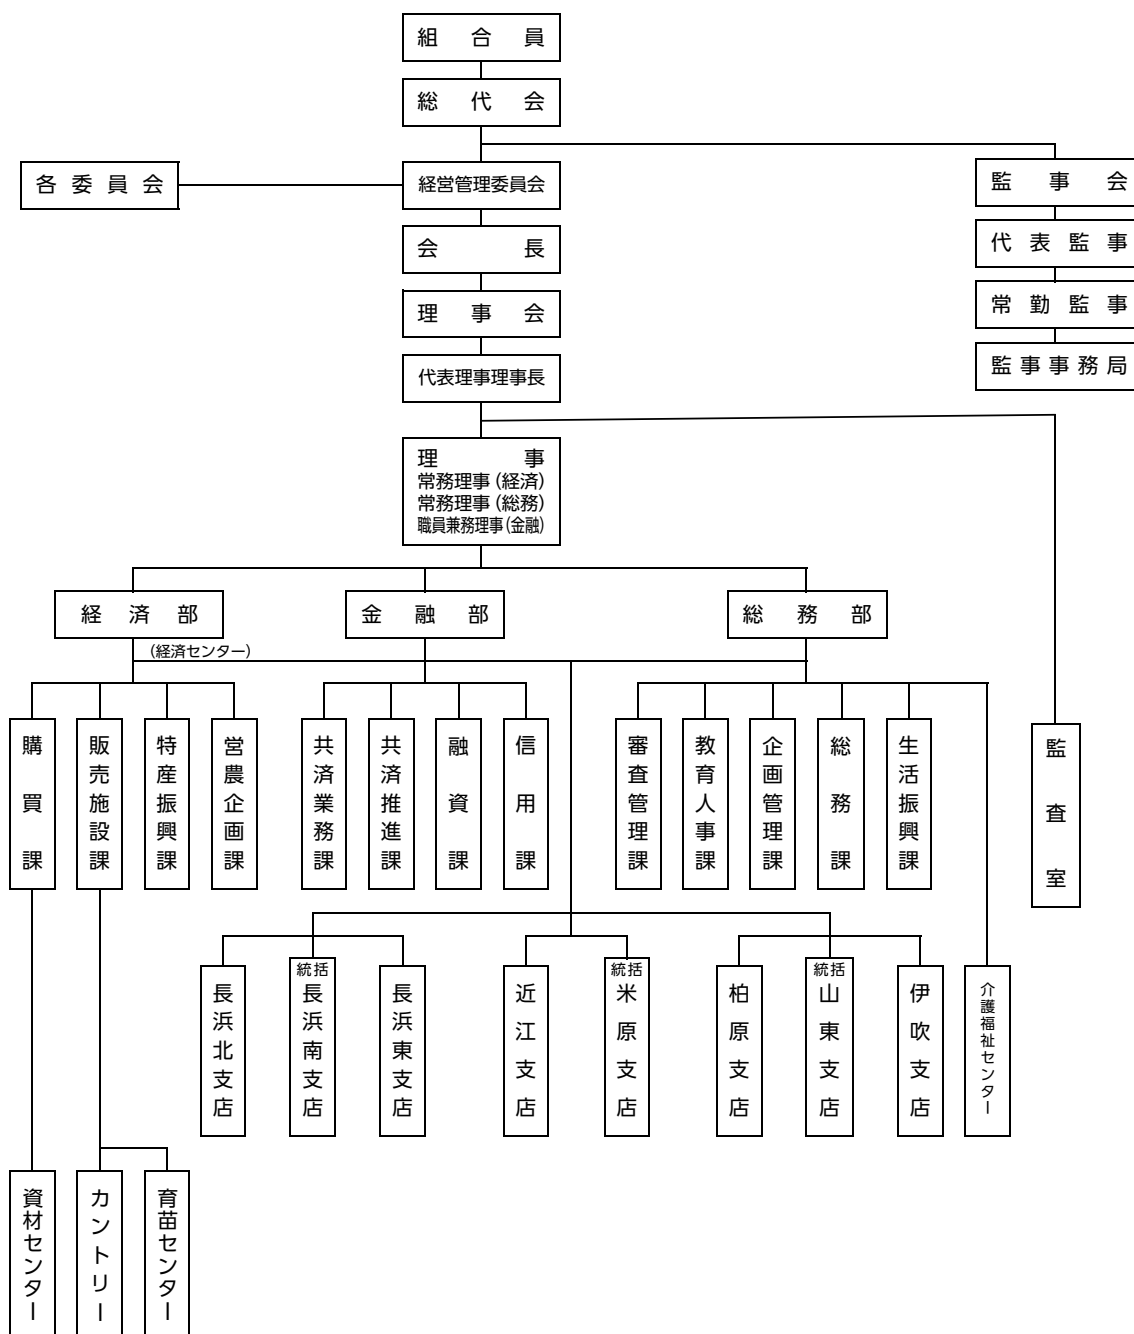 組合員
総代会
各委員会
経営管理委員会
監事会
会長
代表監事
理事会
常勤監事
代表理事理事長
監事事務局
理事
常務理事(経済)
常務理事(総務)
職員兼務理事(金融)
経済部
金融部
総務部
(経済センター)
購買課
販売施設課
特産振興課
営農企画課
共済業務課
共済推進課
融資課
信用課
審査管理課
教育人事課
企画管理課
総務課
生活振興課
監査室
長浜北支店
統括
長浜南支店
長浜東支店
近江支店
統括
米原支店
柏原支店
統括
山東支店
伊吹支店
介護福祉センター
資材センター
カントリー
育苗センター